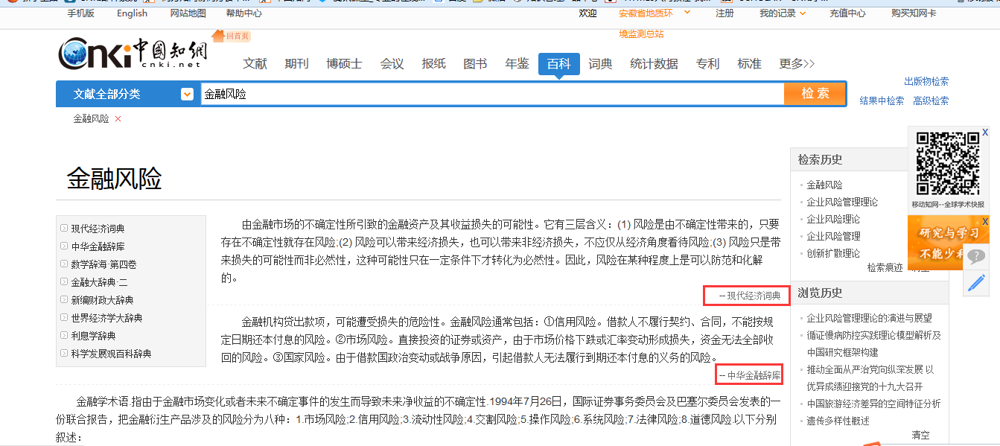 手机版 English 网站地图 帮助中心 欢迎 安徽省地质环 注册 我的记录 充值中心 购买知网卡
境监测总站
Cnki 中國知網
cnki.net
回首页
文献 期刊 博硕士 会议 报纸 图书 年鉴 百科 词典 统计数据 专利 标准 更多>>
出版物检索
文献全部分类 金融风险 检 索
结果中检索 高级检索
金融风险 ×
金融风险
现代经济词典
中华金融辞库
数学辞海·第四卷
金融大辞典·二
新编财政大辞典
世界经济学大辞典
利息学辞典
科学发展观百科辞典
由金融市场的不确定性所引致的金融资产及其收益损失的可能性。它有三层含义：(1) 风险是由不确定性带来的，只要
存在不确定性就存在风险;(2) 风险可以带来经济损失，也可以带来非经济损失，不应仅从经济角度看待风险;(3) 风险只是带
来损失的可能性而非必然性，这种可能性只在一定条件下才转化为必然性。因此，风险在某种程度上是可以防范和化解
的。
-- 现代经济词典
金融机构贷出款项，可能遭受损失的危险性。金融风险通常包括：①信用风险。借款人不履行契约、合同，不能按规
定日期还本付息的风险。②市场风险。直接投资的证券或资产，由于市场价格下跌或汇率变动形成损失，资金无法全部收
回的风险。③国家风险。由于借款国政治变动或战争原因，引起借款人无法履行到期还本付息的义务的风险。
-- 中华金融辞库
金融学术语.指由于金融市场变化或者未来不确定事件的发生而导致未来净收益的不确定性.1994年7月26日，国际证券事务委员会及巴塞尔委员会发表的一
份联合报告，把金融衍生产品涉及的风险分为八种：1.市场风险;2.信用风险;3.流动性风险;4.交割风险;5.操作风险;6.系统风险;7.法律风险;8.道德风险.以下分别
叙述：
检索历史
金融风险
企业风险管理理论
企业风险理论
企业风险管理
创新扩散理论
检索痕迹
浏览历史
企业风险管理理论的演进与展望
循证慢病防控实践理论模型解析及
中国研究框架构建
推动全面从严治党向纵深发展 以
优异成绩迎接党的十九大召开
中国旅游经济差异的空间特征分析
遗传多样性概述
清空
X
移动知网--全球学术快报
X
研究与学习
不能少
?